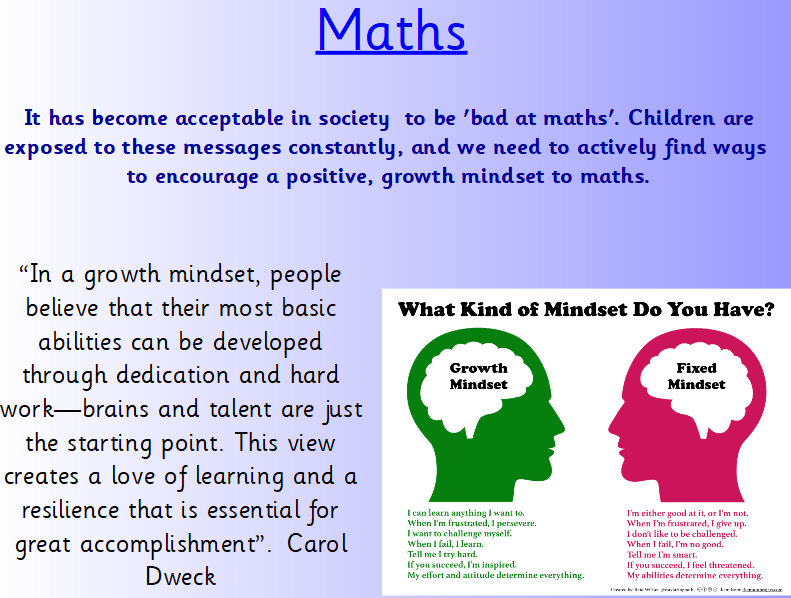 Maths
It has become acceptable in society to be 'bad at maths'. Children are
exposed to these messages constantly, and we need to actively find ways
to encourage a positive, growth mindset to maths.
“In a growth mindset, people
believe that their most basic
abilities can be developed
through dedication and hard
work—brains and talent are just
the starting point. This view
creates a love of learning and a
resilience that is essential for
great accomplishment”. Carol
Dweck
What Kind of Mindset Do You Have?
Growth
Mindset
I can learn anything I want to.
When I'm frustrated, I persevere.
I want to challenge myself.
When I fail, I learn.
Tell me I try hard.
If you succeed, I'm inspired.
My effort and attitude determine everything.
Fixed
Mindset
I'm either good at it, or I'm not.
When I'm frustrated, I give up.
I don't like to be challenged.
When I fail, I'm no good.
Tell me I'm smart.
If you succeed, I feel threatened.
My abilities determine everything.
Created by: Reid Wilson @wayfaringpath Icon from: